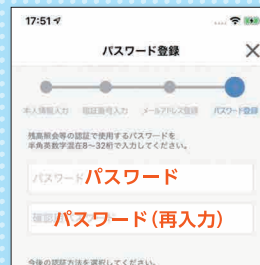 17:51
パスワード登録
本人情報入力 認証番号入力 メールアドレス登録 パスワード登録
残高照会等の認証で使用するパスワードを
半角英数字混在8~32桁で入力してください。
パスワード パスワード
パスワード(再入力)
今後の認証方法を選択してください。